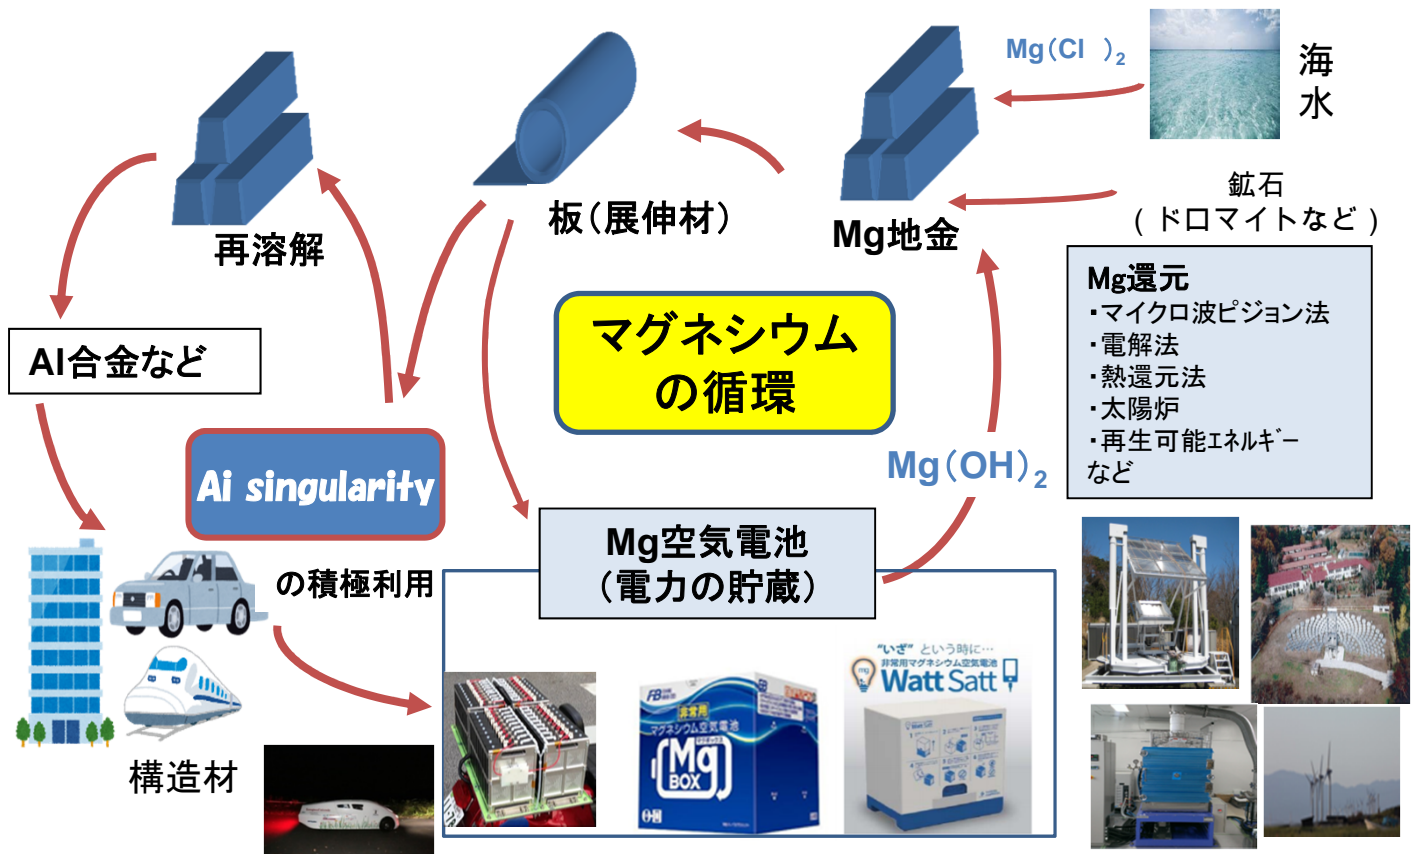 Mg(Cl )₂
海
水
鉱石
( ドロマイトなど )
再溶解
板(展伸材)
Mg地金
Mg還元
・マイクロ波ピジョン法
・電解法
・熱還元法
・太陽炉
・再生可能エネルギー
など
マグネシウム
の循環
Al合金など
Ai singularity
Mg(OH)₂
Mg空気電池
(電力の貯蔵)
の積極利用
構造材
FB
非常用
マグネシウム空気電池
Mg
BOX
"いざ" という時に…
非常用マグネシウム空気電池
mg
Watt Satt